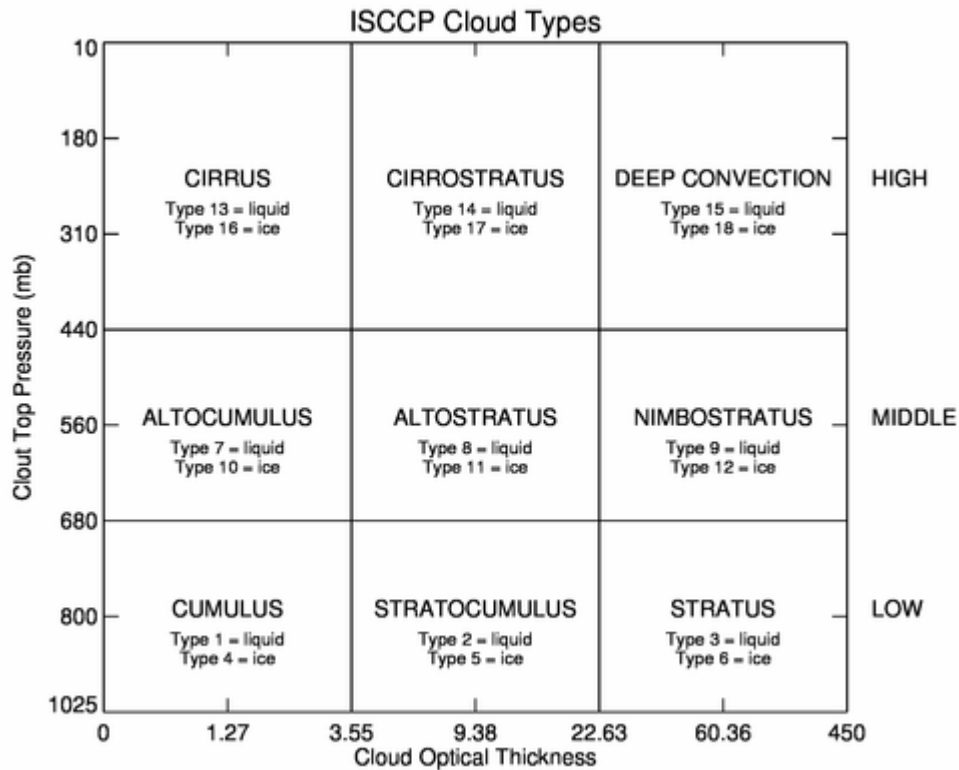 ISCCP Cloud Types
10
180
CIRRUS CIRROSTRATUS DEEP CONVECTION HIGH
Type 13 = liquid Type 14 = liquid Type 15 = liquid
Type 16 = ice Type 17 = ice Type 18 = ice
310
Clout Top Pressure (mb)
440
ALTOCUMULUS ALTOSTRATUS NIMBOSTRATUS MIDDLE
560
Type 7 = liquid Type 8 = liquid Type 9 = liquid
Type 10 = ice Type 11 = ice Type 12 = ice
680
CUMULUS STRATOCUMULUS STRATUS LOW
800
Type 1 = liquid Type 2 = liquid Type 3 = liquid
Type 4 = ice Type 5 = ice Type 6 = ice
1025
0 1.27 3.55 9.38 22.63 60.36 450
Cloud Optical Thickness